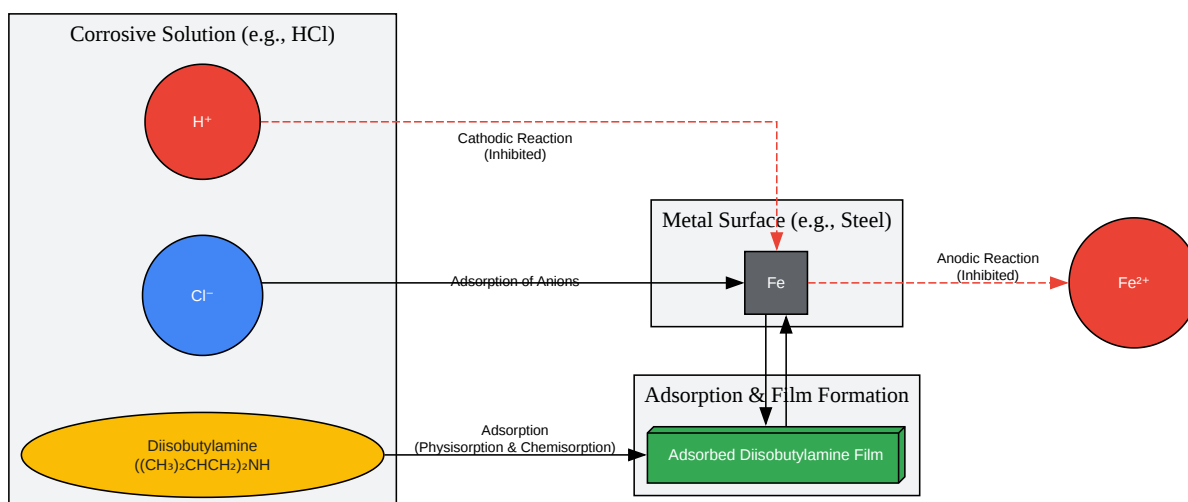 Corrosive Solution (e.g., HCl)
H⁺
Cathodic Reaction
(Inhibited)
Metal Surface (e.g., Steel)
Cl⁻
Adsorption of Anions
Fe
Anodic Reaction
(Inhibited)
Fe²⁺
Adsorption & Film Formation
Diisobutylamine
((CH₃)₂CHCH₂)₂NH
Adsorption
(Physisorption & Chemisorption)
Adsorbed Diisobutylamine Film